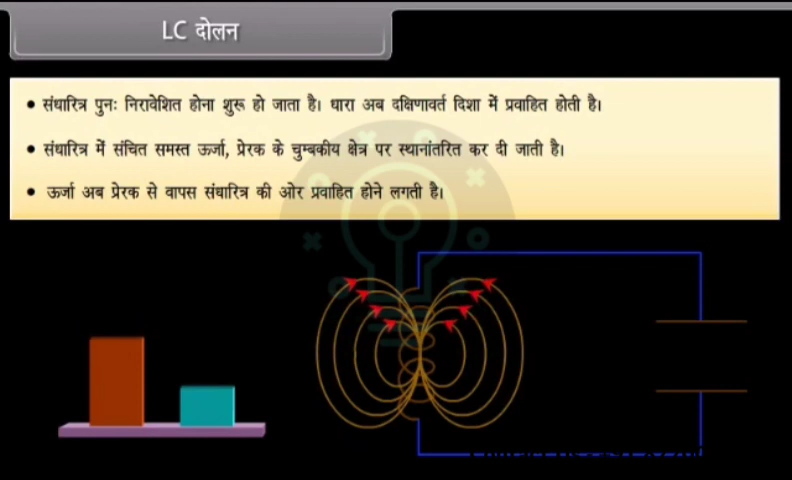 LC दोलन
• संधारित्र पुनः निरावेशित होना शुरू हो जाता है। धारा अब दक्षिणावर्त दिशा में प्रवाहित होती है।
• संधारित्र में संचित समस्त ऊर्जा, प्रेरक के चुम्बकीय क्षेत्र पर स्थानांतरित कर दी जाती है।
• ऊर्जा अब प्रेरक से वापस संधारित्र की ओर प्रवाहित होने लगती है।